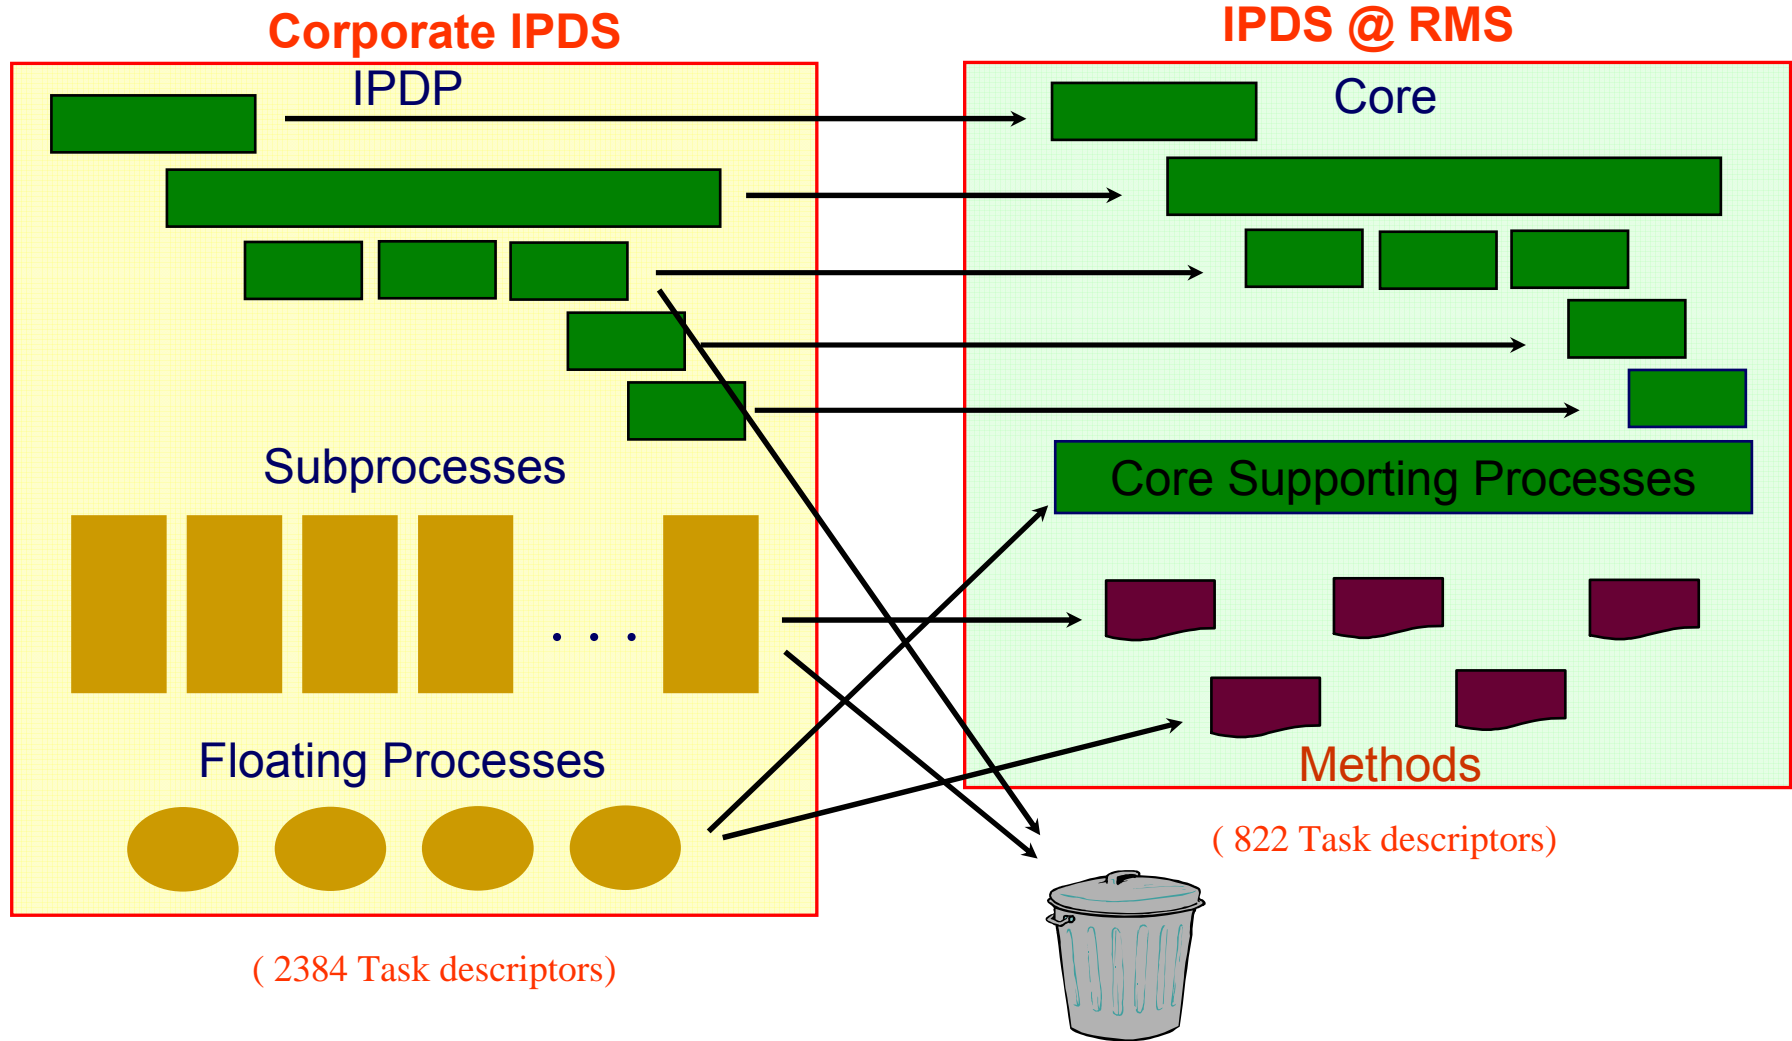 Corporate IPDS
IPDP
Subprocesses
. . .
Floating Processes
( 2384 Task descriptors)
IPDS @ RMS
Core
Core Supporting Processes
Methods
( 822 Task descriptors)